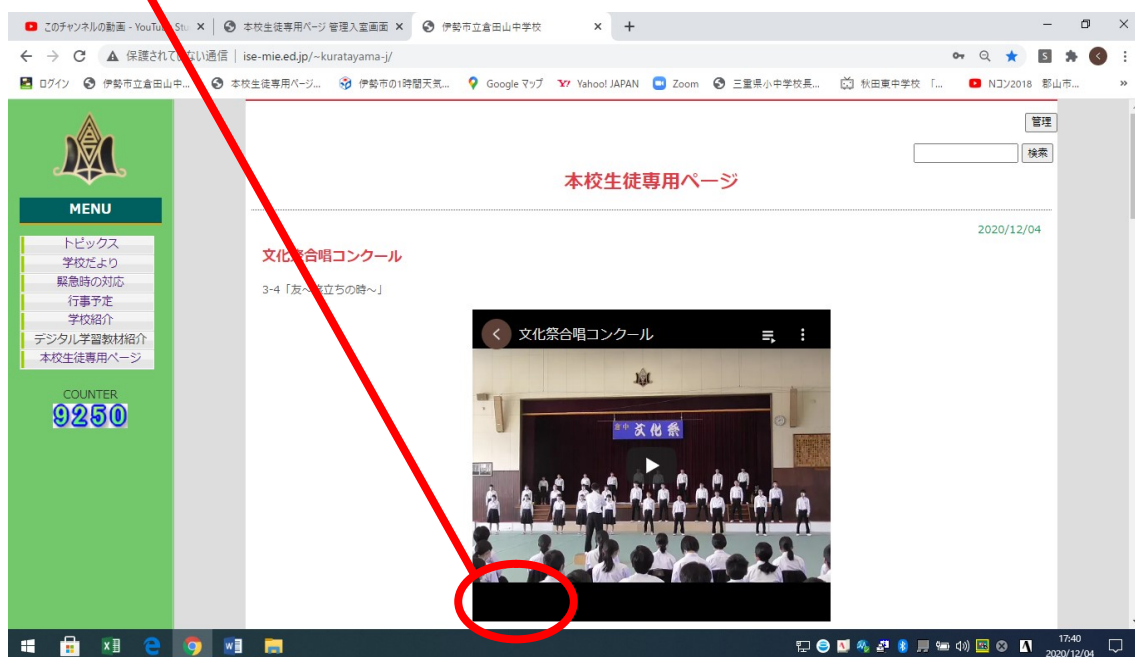 このチャンネルの動画 - YouTube Stu
本校生徒専用ページ 管理入室画面
伊勢市立倉田山中学校
保護されていない通信 | ise-mie.ed.jp/~kuratayama-j/
ログイン
伊勢市立倉田山中...
本校生徒専用ページ...
伊勢市の1時間天気...
Google マップ
Yahoo! JAPAN
Zoom
三重県小中学校長...
秋田東中学校 「...
Nコン2018 郡山市...
管理
検索
本校生徒専用ページ
MENU
トピックス
学校だより
緊急時の対応
行事予定
学校紹介
デジタル学習教材紹介
本校生徒専用ページ
COUNTER
9250
2020/12/04
文化祭合唱コンクール
3-4「友~旅立ちの時~」
文化祭合唱コンクール
倉中 文化祭
17:40
2020/12/04